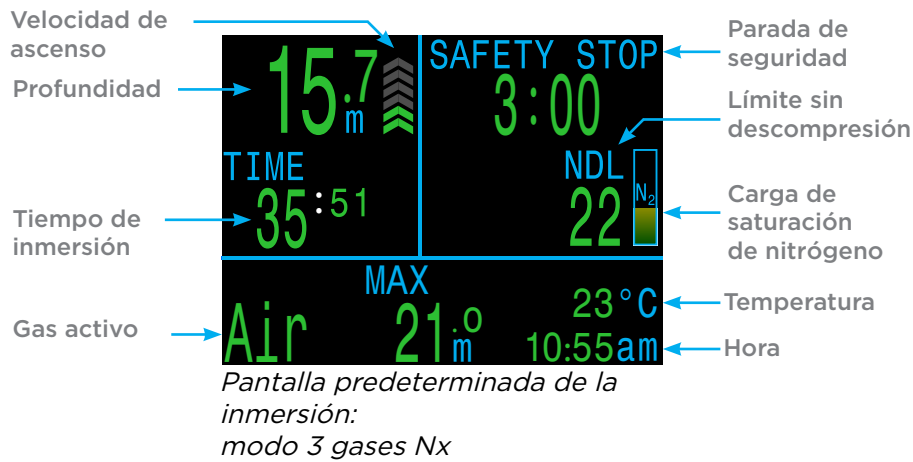 Velocidad de
ascenso
Profundidad
Tiempo de
inmersión
Gas activo
15.7
m
TIME
35:51
SAFETY STOP
3:00
NDL
22
N2
MAX
Air
21.0
m
23°C
10:55am
Parada de
seguridad
Límite sin
descompresión
Carga de
saturación
de nitrógeno
Temperatura
Hora
Pantalla predeterminada de la
inmersión:
modo 3 gases Nx